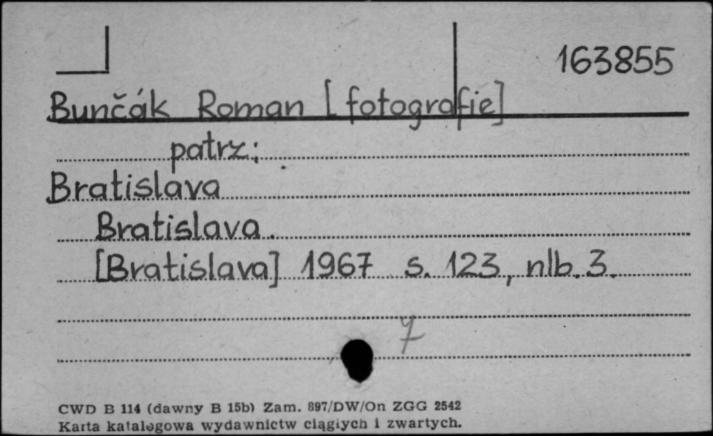 163855
Bunčák Roman [fotografie]
patrz:
Bratislava
Bratislava.
[Bratislava] 1967 s. 123, nlb. 3.
7
CWD B 114 (dawny B 15b) Zam. 897/DW/On ZGG 2542
Karta katalogowa wydawnictw ciągłych i zwartych.